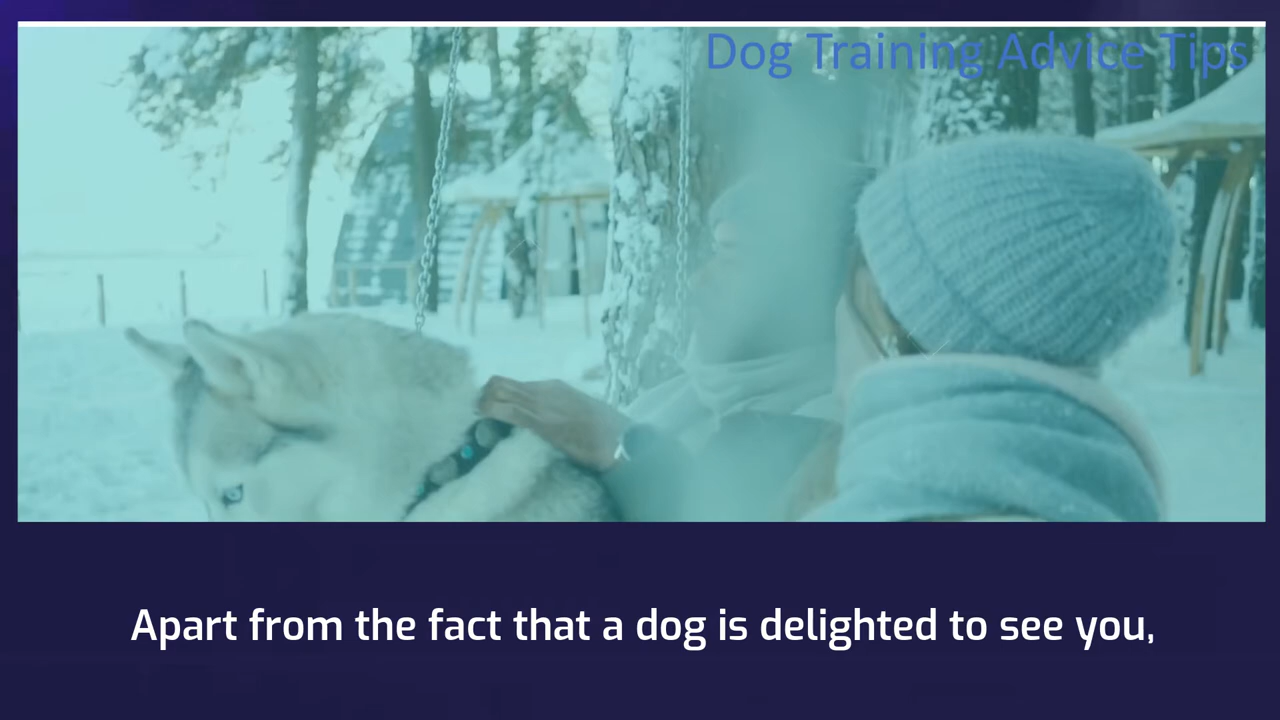 Dog Training Advice Tips
Apart from the fact that a dog is delighted to see you,